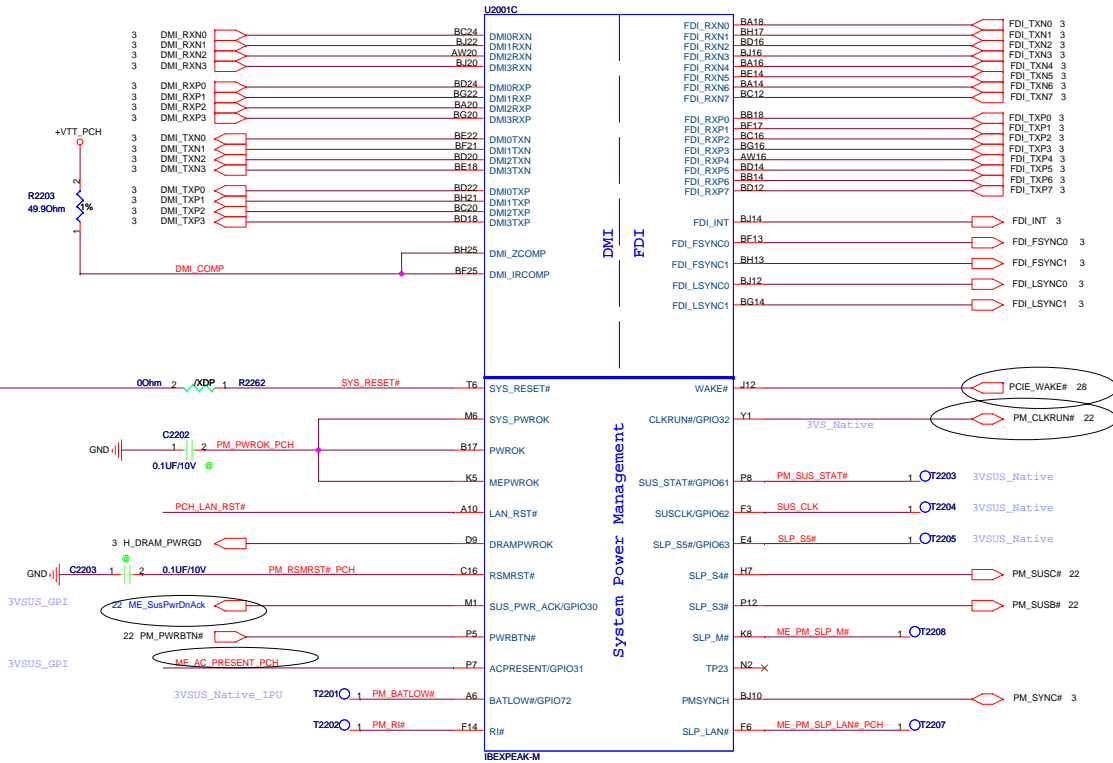 U2001C
3 DMI_RXN0 BC24 DMI0RXN FDI_RXN0 BA18 FDI_TXN0 3
3 DMI_RXN1 BJ22 DMI1RXN FDI_RXN1 BH17 FDI_TXN1 3
3 DMI_RXN2 AW20 DMI2RXN FDI_RXN2 BD16 FDI_TXN2 3
3 DMI_RXN3 BJ20 DMI3RXN FDI_RXN3 BJ16 FDI_TXN3 3
FDI_RXN4 BA16 FDI_TXN4 3
FDI_RXN5 BE14 FDI_TXN5 3
3 DMI_RXP0 BD24 DMI0RXP FDI_RXN6 BA14 FDI_TXN6 3
3 DMI_RXP1 BG22 DMI1RXP FDI_RXN7 BC12 FDI_TXN7 3
3 DMI_RXP2 BA20 DMI2RXP
3 DMI_RXP3 BG20 DMI3RXP FDI_RXP0 BB18 FDI_TXP0 3
+VTT_PCH FDI_RXP1 BF17 FDI_TXP1 3
3 DMI_TXN0 BE22 DMI0TXN FDI_RXP2 BC16 FDI_TXP2 3
3 DMI_TXN1 BF21 DMI1TXN FDI_RXP3 BG16 FDI_TXP3 3
3 DMI_TXN2 BD20 DMI2TXN FDI_RXP4 AW16 FDI_TXP4 3
3 DMI_TXN3 BE18 DMI3TXN FDI_RXP5 BD14 FDI_TXP5 3
2 FDI_RXP6 BB14 FDI_TXP6 3
3 DMI_TXP0 BD22 DMI0TXP FDI_RXP7 BD12 FDI_TXP7 3
R2203 3 DMI_TXP1 BH21 DMI1TXP
49.9Ohm 1% 3 DMI_TXP2 BC20 DMI2TXP
3 DMI_TXP3 BD18 DMI3TXP FDI_INT BJ14 FDI_INT 3
1
DMI FDI
FDI_FSYNC0 BF13 FDI_FSYNC0 3
BH25 DMI_ZCOMP
FDI_FSYNC1 BH13 FDI_FSYNC1 3
DMI_COMP BF25 DMI_IRCOMP
FDI_LSYNC0 BJ12 FDI_LSYNC0 3
FDI_LSYNC1 BG14 FDI_LSYNC1 3
0Ohm 2 /XDP 1 R2262 SYS_RESET# T6 SYS_RESET# WAKE# J12 PCIE_WAKE# 28
M6 SYS_PWROK CLKRUN#/GPIO32 Y1 3VS_Native PM_CLKRUN# 22
GND C2202 1 2 PM_PWROK_PCH B17 PWROK
0.1UF/10V @
K5 MEPWROK SUS_STAT#/GPIO61 P8 PM_SUS_STAT# 1 T2203 3VSUS_Native
System Power Management
PCH_LAN_RST# A10 LAN_RST# SUSCLK/GPIO62 F3 SUS_CLK 1 T2204 3VSUS_Native
3 H_DRAM_PWRGD D9 DRAMPWROK SLP_S5#/GPIO63 E4 SLP_S5# 1 T2205 3VSUS_Native
@
GND C2203 1 2 0.1UF/10V PM_RSMRST#_PCH C16 RSMRST# SLP_S4# H7 PM_SUSC# 22
3VSUS_GPI 22 ME_SusPwrDnAck M1 SUS_PWR_ACK/GPIO30 SLP_S3# P12 PM_SUSB# 22
22 PM_PWRBTN# P5 PWRBTN# SLP_M# K8 ME_PM_SLP_M# 1 T2208
3VSUS_GPI ME_AC_PRESENT_PCH P7 ACPRESENT/GPIO31 TP23 N2
3VSUS_Native_IPU T2201 1 PM_BATLOW# A6 BATLOW#/GPIO72 PMSYNCH BJ10 PM_SYNC# 3
T2202 1 PM_RI# F14 RI# SLP_LAN# F6 ME_PM_SLP_LAN#_PCH 1 T2207
IBEXPEAK-M